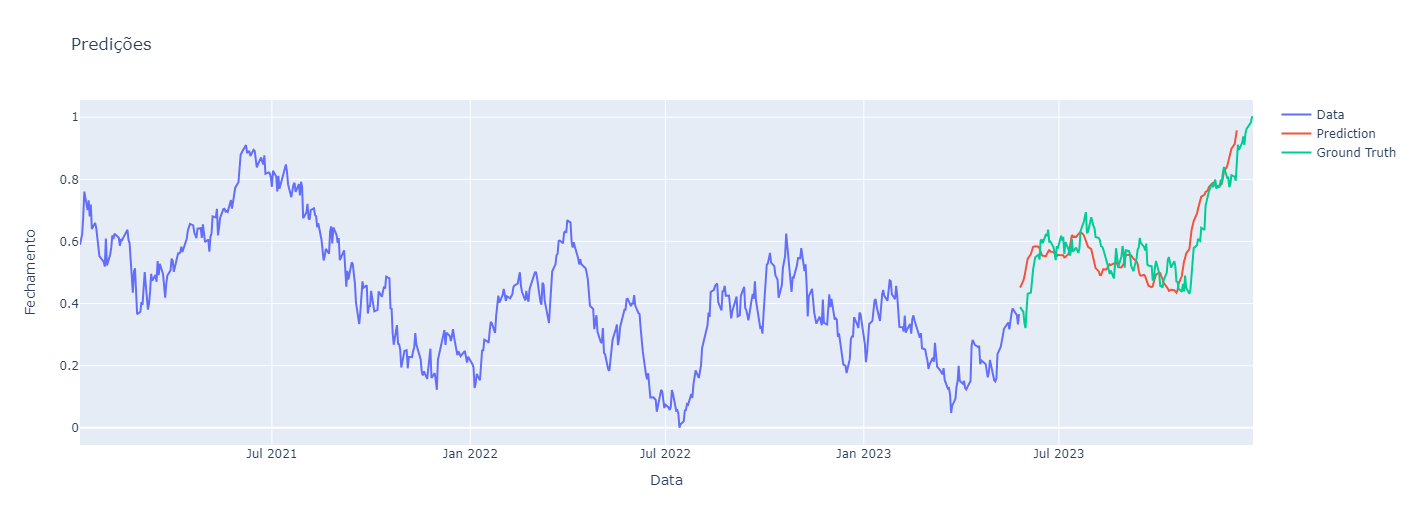 Predições
Fechamento
1
0.8
0.6
0.4
0.2
0
Jul 2021
Jan 2022
Jul 2022
Jan 2023
Jul 2023
Data
Data
Prediction
Ground Truth